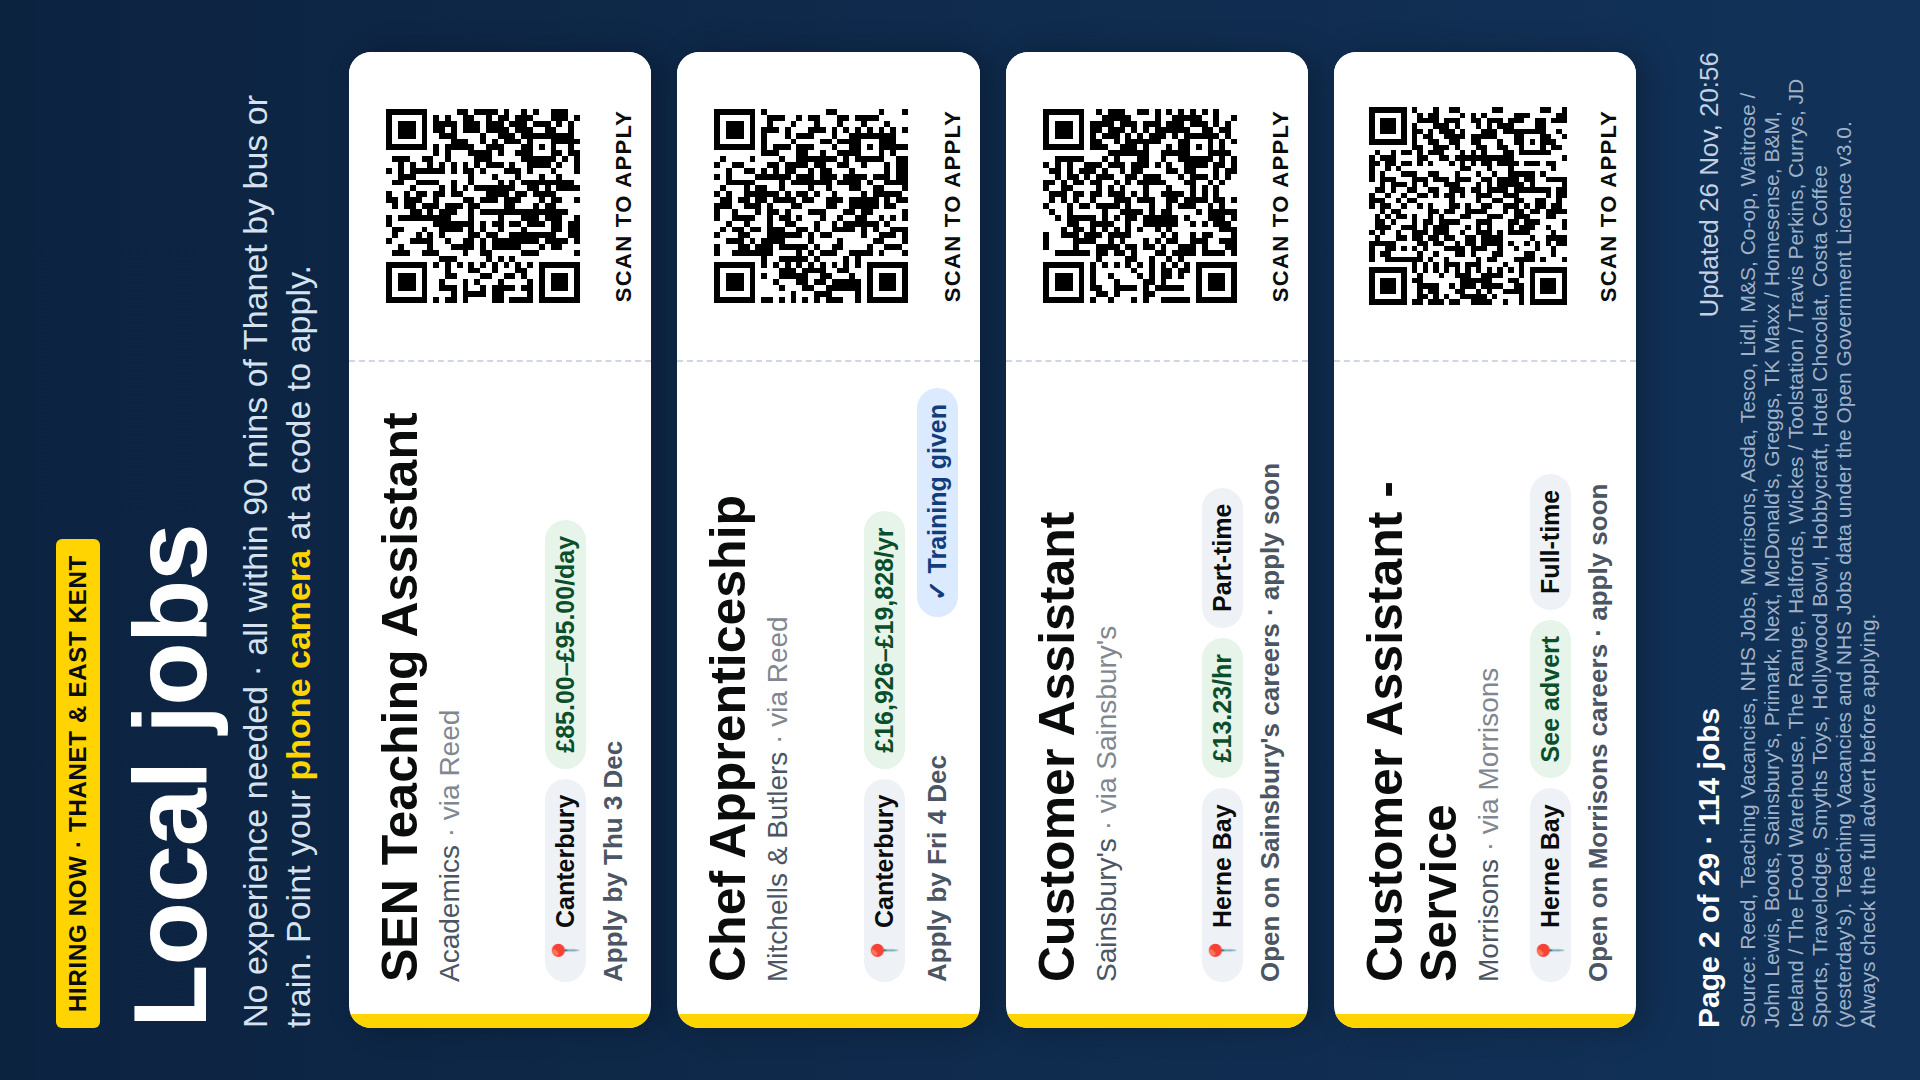 HIRING NOW · THANET & EAST KENT
Local jobs
No experience needed · all within 90 mins of Thanet by bus or
train. Point your phone camera at a code to apply.
SEN Teaching Assistant
Academics · via Reed
📍 Canterbury £85.00–£95.00/day
Apply by Thu 3 Dec
SCAN TO APPLY
Chef Apprenticeship
Mitchells & Butlers · via Reed
📍 Canterbury £16,926–£19,828/yr
Apply by Fri 4 Dec ✓ Training given
SCAN TO APPLY
Customer Assistant
Sainsbury's · via Sainsbury's
📍 Herne Bay £13.23/hr Part-time
Open on Sainsbury's careers · apply soon
SCAN TO APPLY
Customer Assistant -
Service
Morrisons · via Morrisons
📍 Herne Bay See advert Full-time
Open on Morrisons careers · apply soon
SCAN TO APPLY
Page 2 of 29 · 114 jobs Updated 26 Nov, 20:56
Source: Reed, Teaching Vacancies, NHS Jobs, Morrisons, Asda, Tesco, Lidl, M&S, Co-op, Waitrose /
John Lewis, Boots, Sainsbury's, Primark, Next, McDonald's, Greggs, TK Maxx / Homesense, B&M,
Iceland / The Food Warehouse, The Range, Halfords, Wickes / Toolstation / Travis Perkins, Currys, JD
Sports, Travelodge, Smyths Toys, Hollywood Bowl, Hobbycraft, Hotel Chocolat, Costa Coffee
(yesterday's). Teaching Vacancies and NHS Jobs data under the Open Government Licence v3.0.
Always check the full advert before applying.